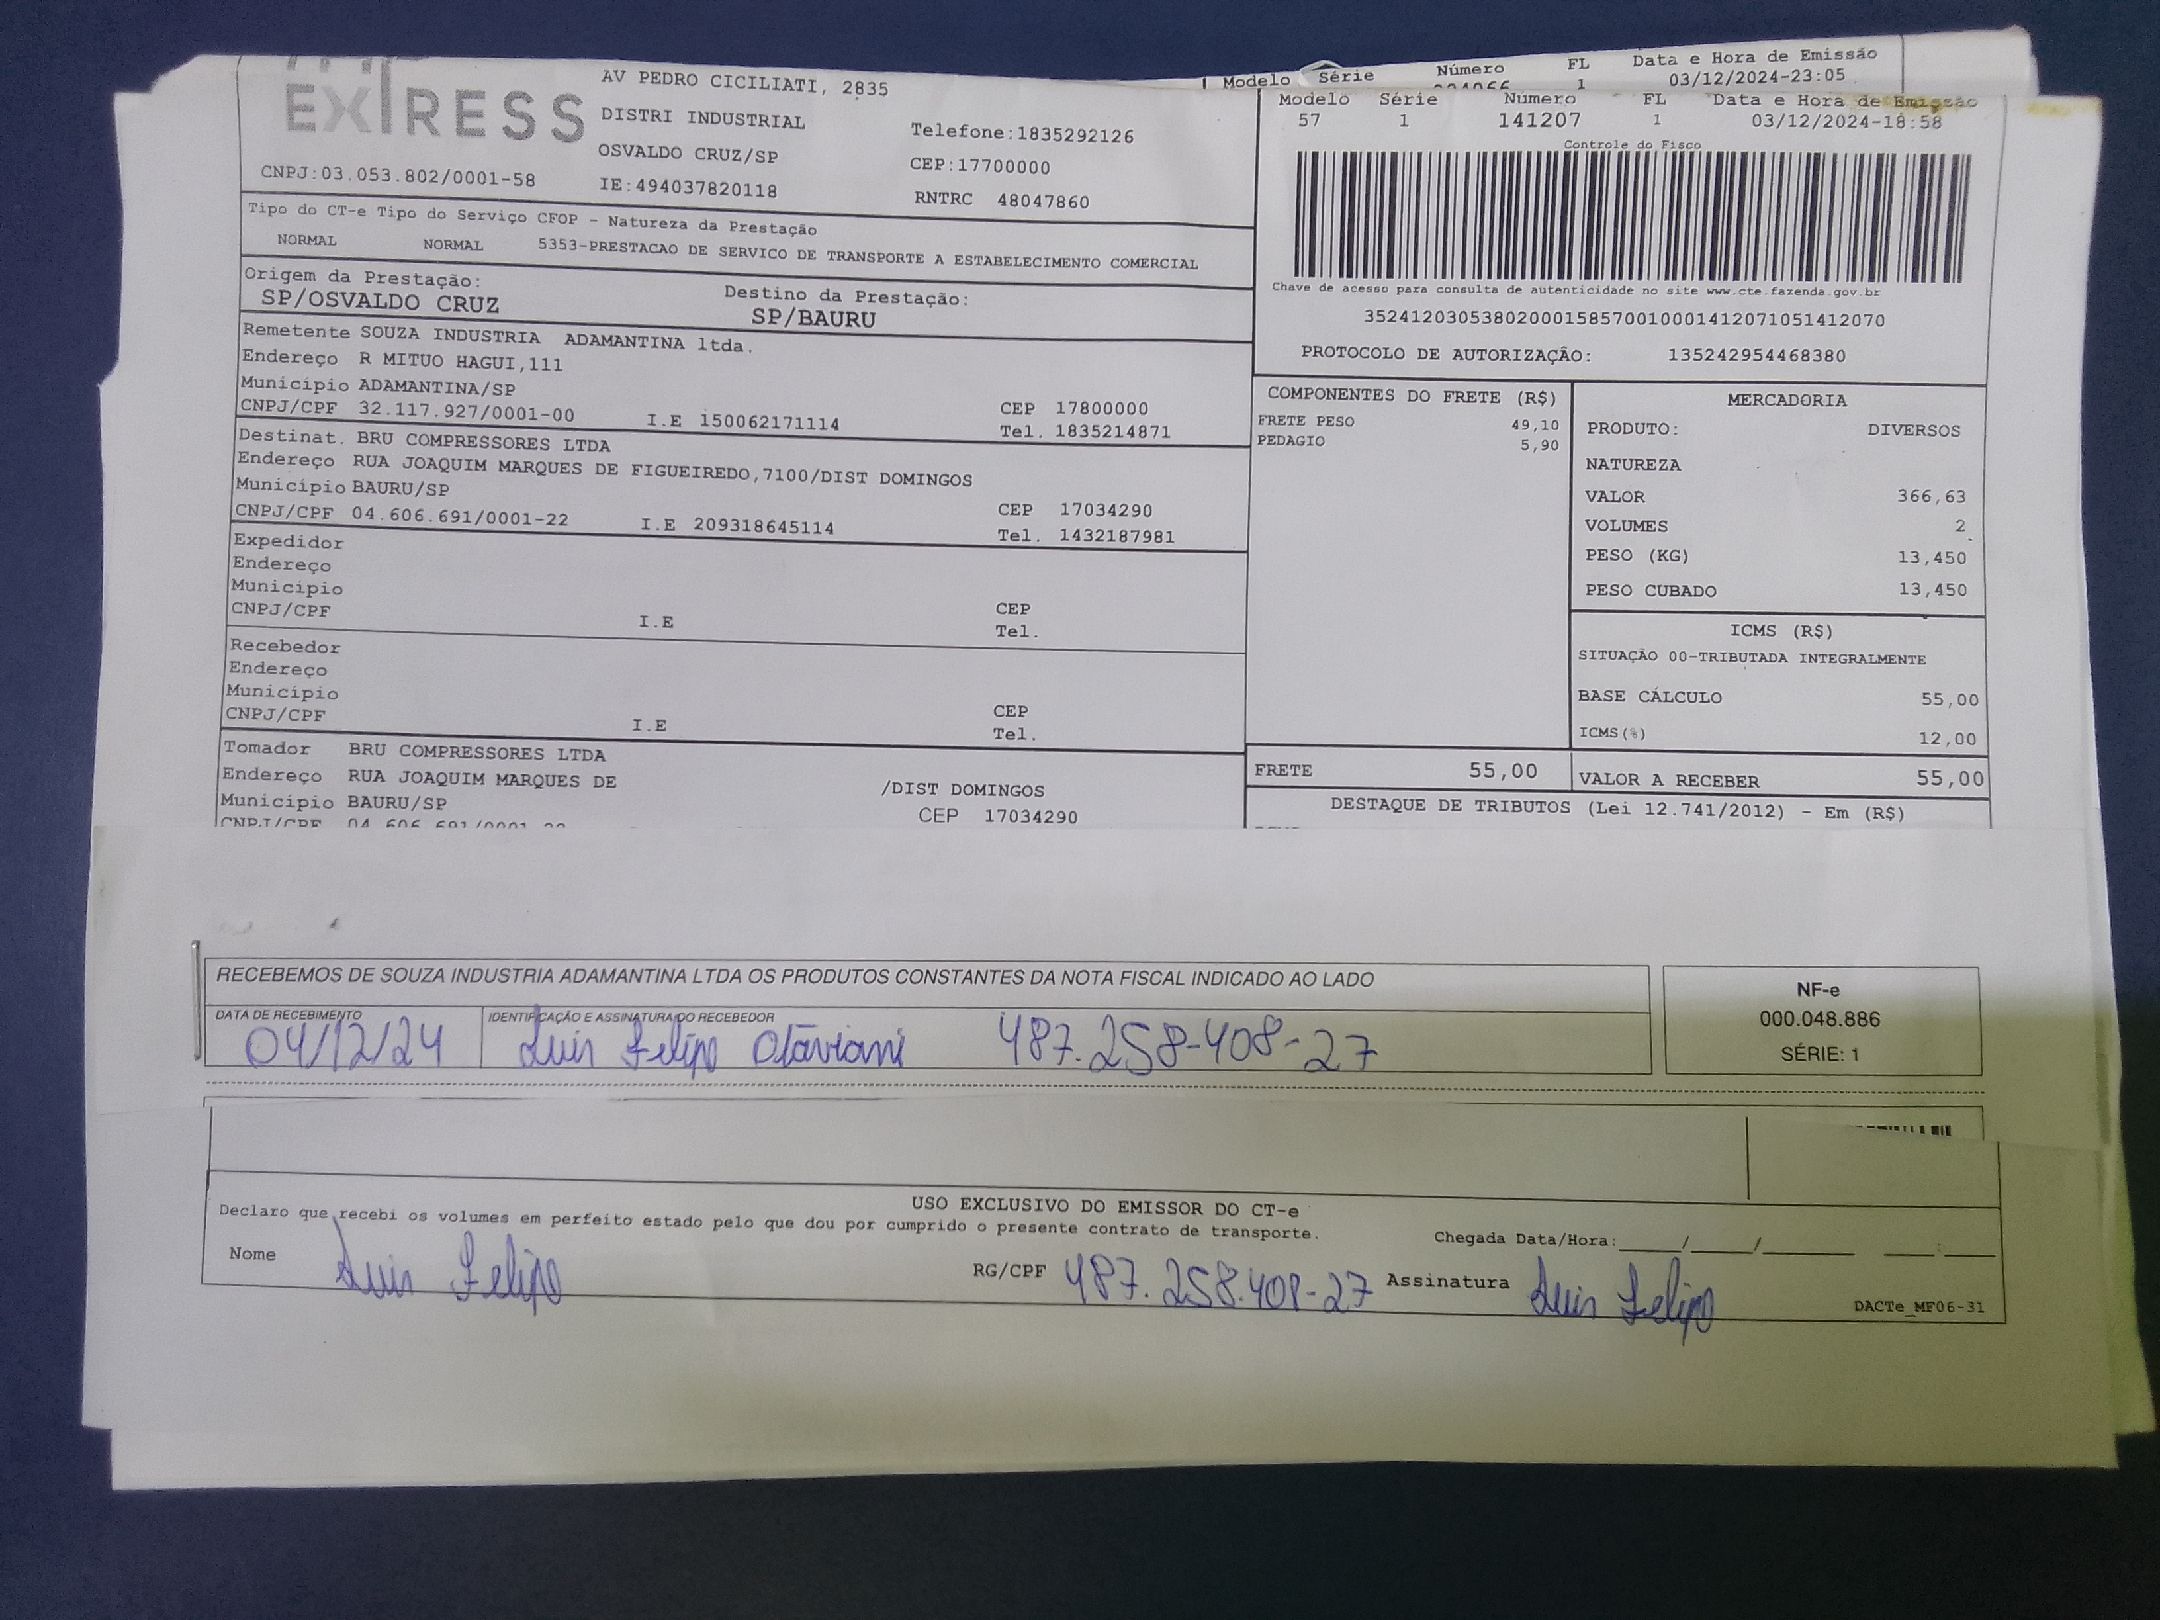 EXPRESS
AV PEDRO CICILIATI, 2835
DISTRI INDUSTRIAL
Telefone:1835292126
OSVALDO CRUZ/SP
CEP:17700000
CNPJ:03.053.802/0001-58
IE:494037820118
RNTRC 48047860
Modelo Série Número FL Data e Hora de Emissão
1 03/12/2024-23:05
Modelo Série Número FL Data e Hora de Emissão
57 1 141207 1 03/12/2024-18:58
Controle do Fisco
Chave de acesso para consulta de autenticidade no site www.cte.fazenda.gov.br
35241203053802000158570010001412071051412070
PROTOCOLO DE AUTORIZAÇÃO: 135242954468380
Tipo do CT-e Tipo do Serviço CFOP - Natureza da Prestação
NORMAL NORMAL 5353-PRESTACAO DE SERVICO DE TRANSPORTE A ESTABELECIMENTO COMERCIAL
Origem da Prestação: Destino da Prestação:
SP/OSVALDO CRUZ SP/BAURU
Remetente SOUZA INDUSTRIA ADAMANTINA ltda.
Endereço R MITUO HAGUI,111
Município ADAMANTINA/SP
CEP 17800000
CNPJ/CPF 32.117.927/0001-00 I.E 150062171114 Tel. 1835214871
Destinat. BRU COMPRESSORES LTDA
Endereço RUA JOAQUIM MARQUES DE FIGUEIREDO,7100/DIST DOMINGOS
Município BAURU/SP
CEP 17034290
CNPJ/CPF 04.606.691/0001-22 I.E 209318645114 Tel. 1432187981
Expedidor
Endereço
Município
CEP
CNPJ/CPF I.E Tel.
Recebedor
Endereço
Município
CEP
CNPJ/CPF I.E Tel.
Tomador BRU COMPRESSORES LTDA
Endereço RUA JOAQUIM MARQUES DE /DIST DOMINGOS
Município BAURU/SP CEP 17034290
CNPJ/CPF 04.606.691/0001-22
COMPONENTES DO FRETE (R$)
FRETE PESO 49,10
PEDAGIO 5,90
FRETE 55,00
MERCADORIA
PRODUTO: DIVERSOS
NATUREZA
VALOR 366,63
VOLUMES 2
PESO (KG) 13,450
PESO CUBADO 13,450
ICMS (R$)
SITUAÇÃO 00-TRIBUTADA INTEGRALMENTE
BASE CÁLCULO 55,00
ICMS(%) 12,00
VALOR A RECEBER 55,00
DESTAQUE DE TRIBUTOS (Lei 12.741/2012) - Em (R$)
RECEBEMOS DE SOUZA INDUSTRIA ADAMANTINA LTDA OS PRODUTOS CONSTANTES DA NOTA FISCAL INDICADO AO LADO
DATA DE RECEBIMENTO IDENTIFICAÇÃO E ASSINATURA DO RECEBEDOR
04/12/24 Luis Felipe Otaviani 487.258-408-27
NF-e
000.048.886
SÉRIE: 1
USO EXCLUSIVO DO EMISSOR DO CT-e
Declaro que recebi os volumes em perfeito estado pelo que dou por cumprido o presente contrato de transporte.
Chegada Data/Hora:_____/_____/_______ ____:____
Nome Luis Felipe RG/CPF 487.258.408-27 Assinatura Luis Felipe
DACTe_MF06-31